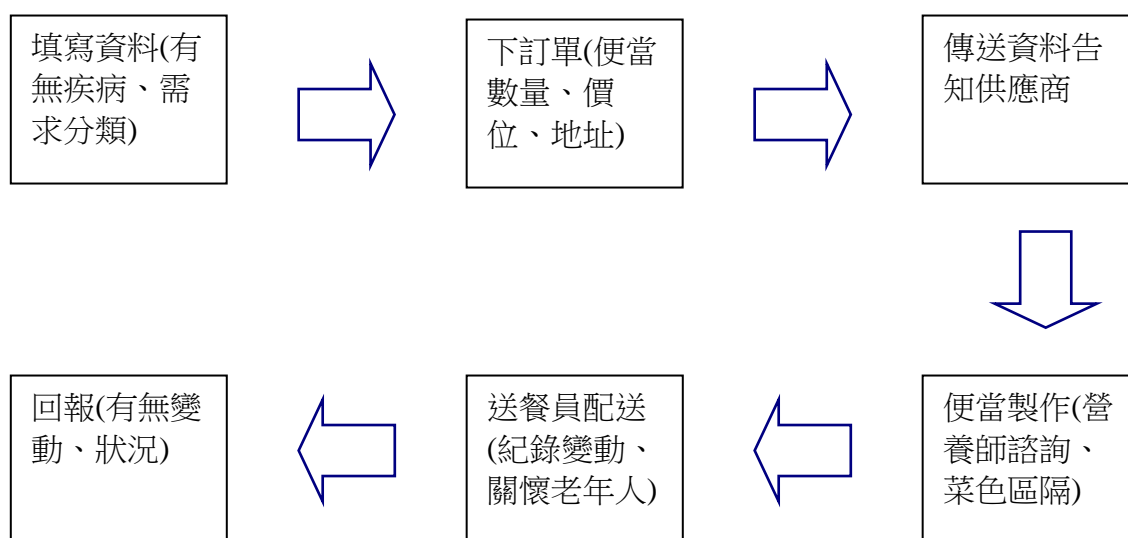 填寫資料(有
無疾病、需
求分類)
下訂單(便當
數量、價
位、地址)
傳送資料告
知供應商
便當製作(營
養師諮詢、
菜色區隔)
送餐員配送
(紀錄變動、
關懷老年人)
回報(有無變
動、狀況)